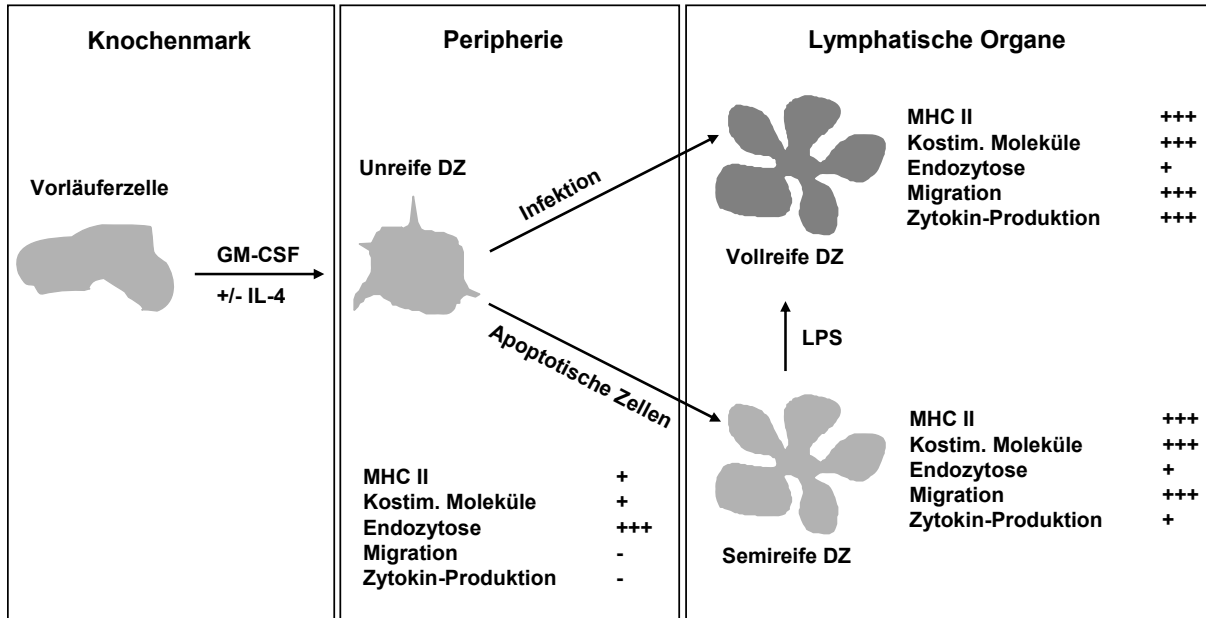 Knochenmark
Vorläuferzelle
GM-CSF
+/- IL-4
Peripherie
Unreife DZ
Infektion
Apoptotische Zellen
MHC II +
Kostim. Moleküle +
Endozytose +++
Migration -
Zytokin-Produktion -
Lymphatische Organe
MHC II +++
Kostim. Moleküle +++
Endozytose +
Migration +++
Zytokin-Produktion +++
Vollreife DZ
LPS
MHC II +++
Kostim. Moleküle +++
Endozytose +
Migration +++
Zytokin-Produktion +
Semireife DZ